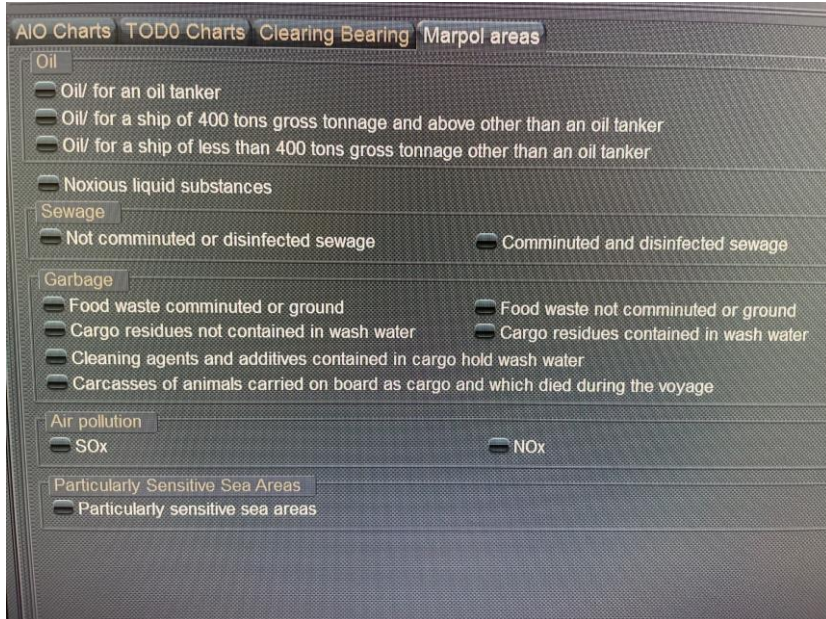 AIO Charts TOD0 Charts Clearing Bearing Marpol areas
Oil
Oil/ for an oil tanker
Oil/ for a ship of 400 tons gross tonnage and above other than an oil tanker
Oil/ for a ship of less than 400 tons gross tonnage other than an oil tanker
Noxious liquid substances
Sewage
Not comminuted or disinfected sewage Comminuted and disinfected sewage
Garbage
Food waste comminuted or ground Food waste not comminuted or ground
Cargo residues not contained in wash water Cargo residues contained in wash water
Cleaning agents and additives contained in cargo hold wash water
Carcasses of animals carried on board as cargo and which died during the voyage
Air pollution
SOx NOx
Particularly Sensitive Sea Areas
Particularly sensitive sea areas